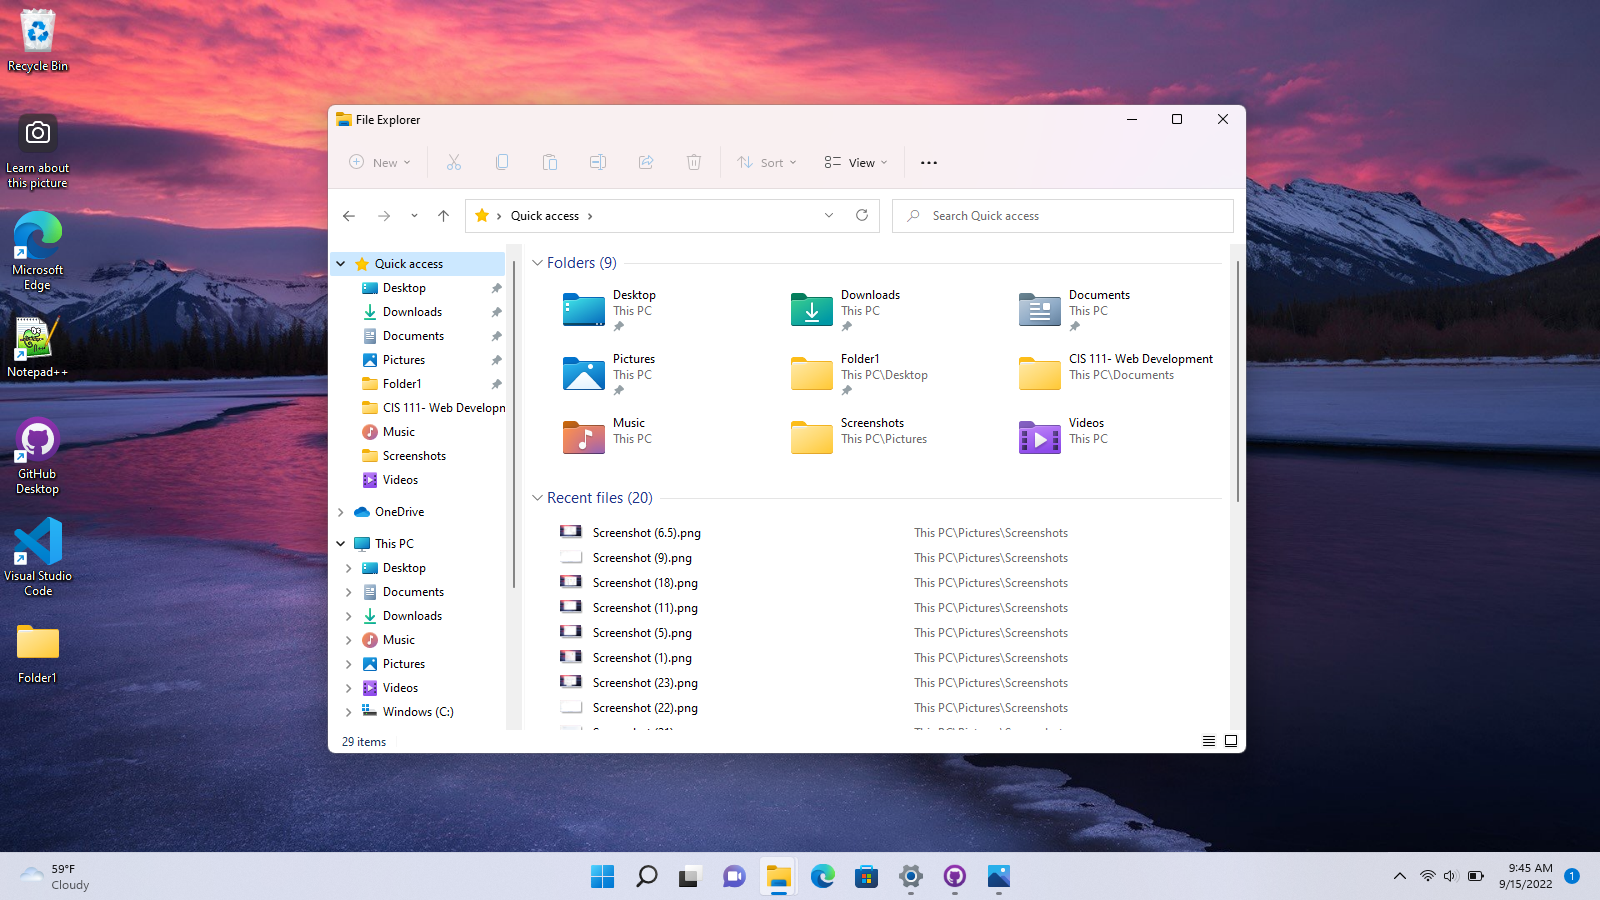 Recycle Bin
Learn about
this picture
Microsoft
Edge
Notepad++
GitHub
Desktop
Visual Studio
Code
Folder1
File Explorer
New
Sort
View
Quick access
Search Quick access
Quick access
Desktop
Downloads
Documents
Pictures
Folder1
CIS 111- Web Developn
Music
Screenshots
Videos
OneDrive
This PC
Desktop
Documents
Downloads
Music
Pictures
Videos
Windows (C:)
Folders (9)
Desktop
This PC
Downloads
This PC
Documents
This PC
Pictures
This PC
Folder1
This PC\Desktop
CIS 111- Web Development
This PC\Documents
Music
This PC
Screenshots
This PC\Pictures
Videos
This PC
Recent files (20)
Screenshot (6.5).png This PC\Pictures\Screenshots
Screenshot (9).png This PC\Pictures\Screenshots
Screenshot (18).png This PC\Pictures\Screenshots
Screenshot (11).png This PC\Pictures\Screenshots
Screenshot (5).png This PC\Pictures\Screenshots
Screenshot (1).png This PC\Pictures\Screenshots
Screenshot (23).png This PC\Pictures\Screenshots
Screenshot (22).png This PC\Pictures\Screenshots
29 items
59°F
Cloudy
9:45 AM
9/15/2022
1